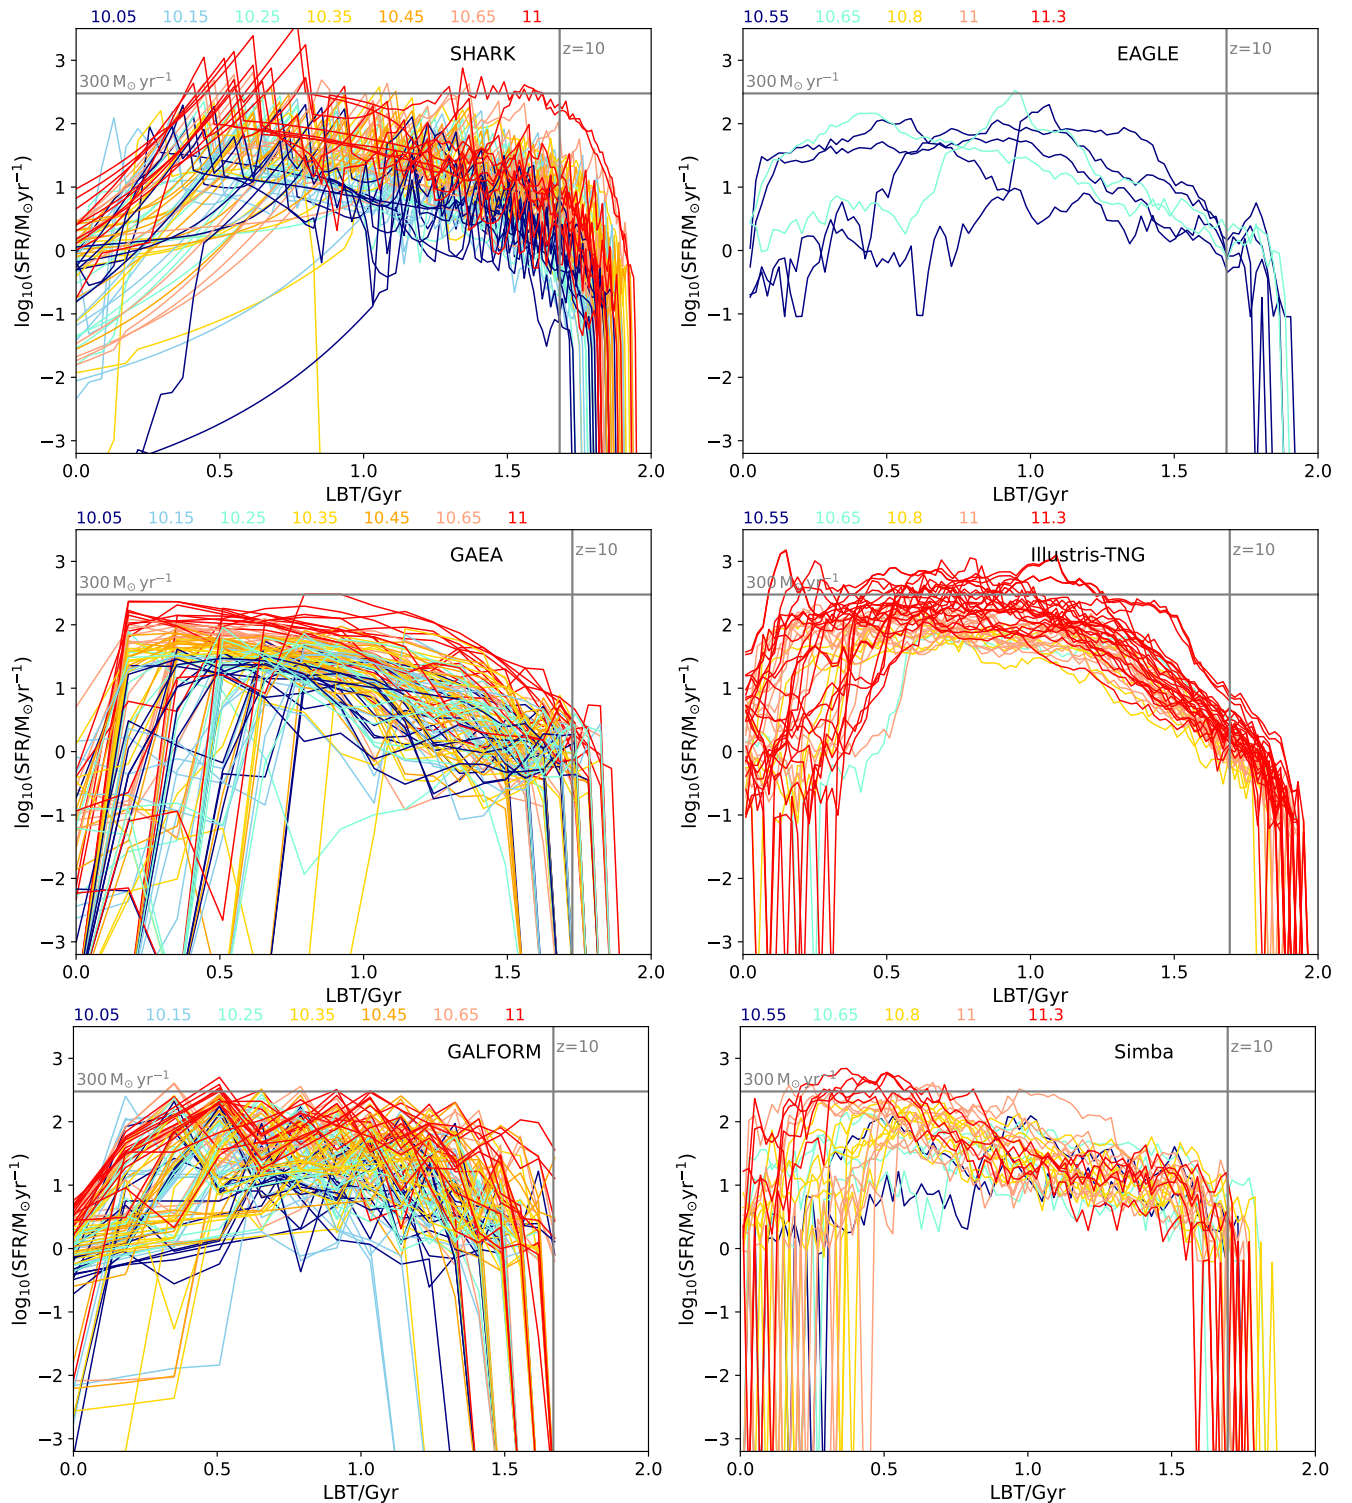 10.05 10.15 10.25 10.35 10.45 10.65 11
SHARK
z=10
300 M⊙ yr⁻¹
log₁₀(SFR/M⊙yr⁻¹)
3
2
1
0
−1
−2
−3
0.0 0.5 1.0 1.5 2.0
LBT/Gyr
10.55 10.65 10.8 11 11.3
EAGLE
z=10
300 M⊙ yr⁻¹
log₁₀(SFR/M⊙yr⁻¹)
3
2
1
0
−1
−2
−3
0.0 0.5 1.0 1.5 2.0
LBT/Gyr
10.05 10.15 10.25 10.35 10.45 10.65 11
GAEA
z=10
300 M⊙ yr⁻¹
log₁₀(SFR/M⊙yr⁻¹)
3
2
1
0
−1
−2
−3
0.0 0.5 1.0 1.5 2.0
LBT/Gyr
10.55 10.65 10.8 11 11.3
Illustris-TNG
z=10
300 M⊙ yr⁻¹
log₁₀(SFR/M⊙yr⁻¹)
3
2
1
0
−1
−2
−3
0.0 0.5 1.0 1.5 2.0
LBT/Gyr
10.05 10.15 10.25 10.35 10.45 10.65 11
GALFORM
z=10
300 M⊙ yr⁻¹
log₁₀(SFR/M⊙yr⁻¹)
3
2
1
0
−1
−2
−3
0.0 0.5 1.0 1.5 2.0
LBT/Gyr
10.55 10.65 10.8 11 11.3
Simba
z=10
300 M⊙ yr⁻¹
log₁₀(SFR/M⊙yr⁻¹)
3
2
1
0
−1
−2
−3
0.0 0.5 1.0 1.5 2.0
LBT/Gyr